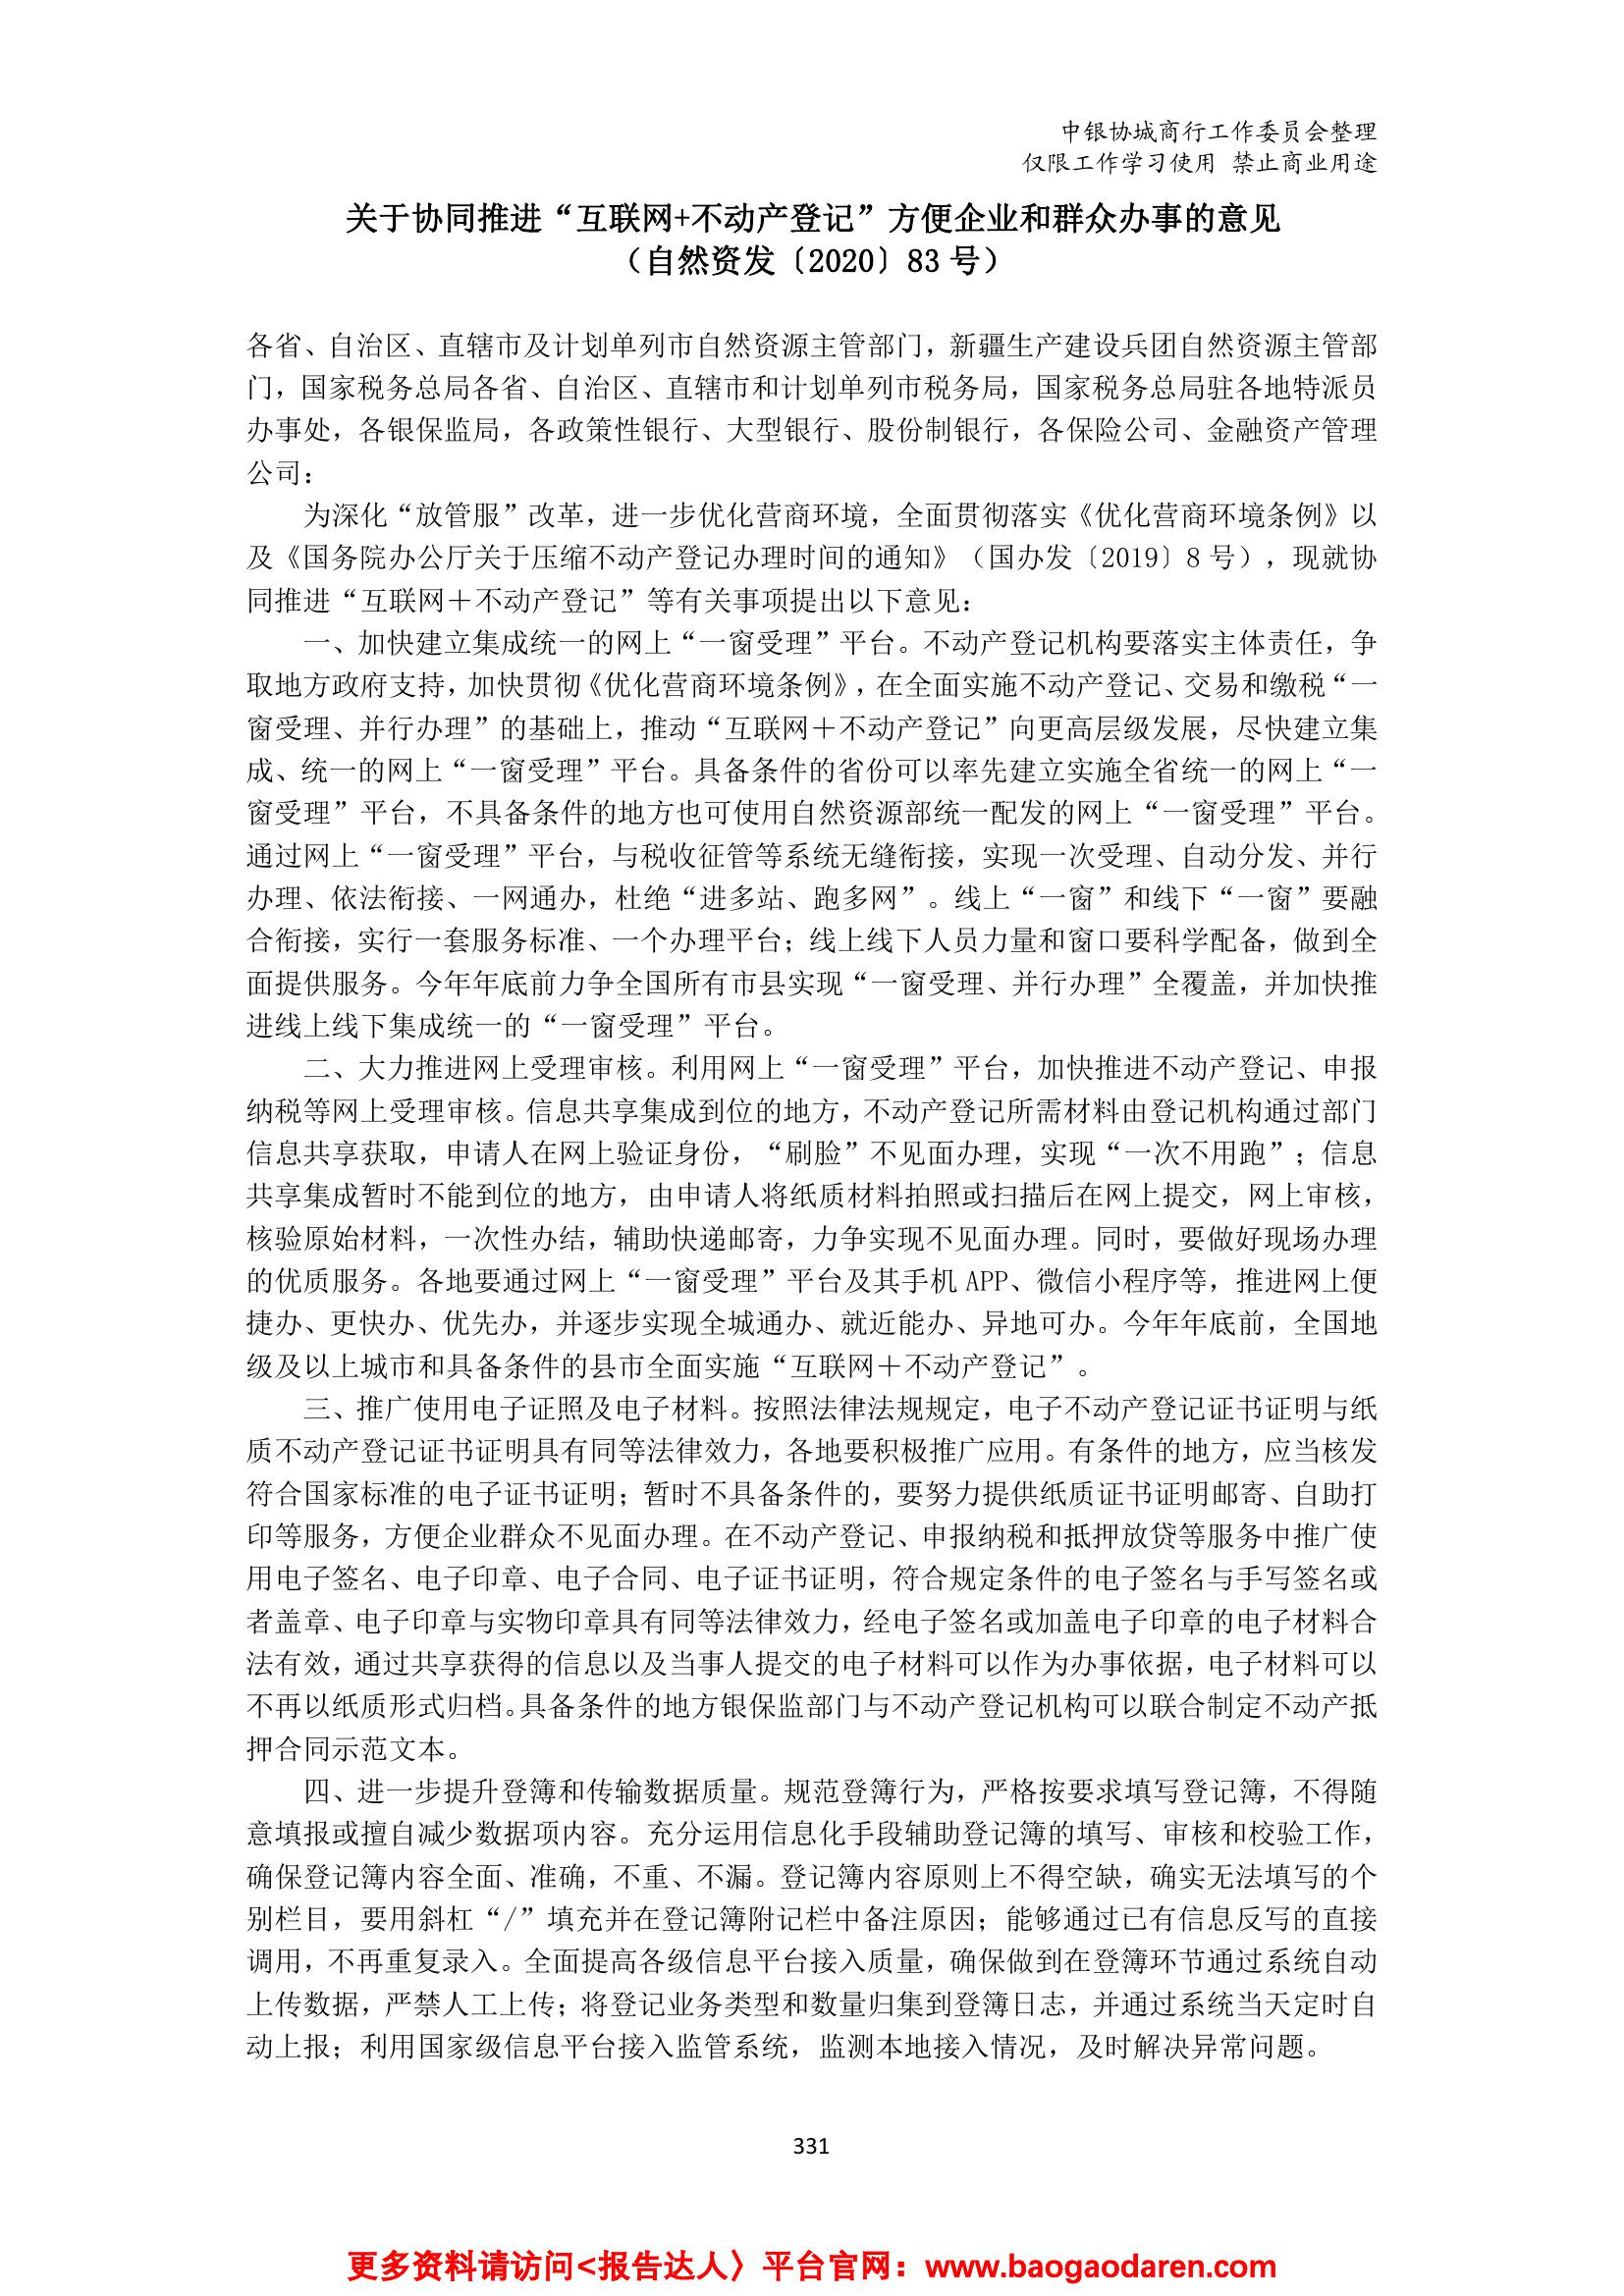 中银协城商行工作委员会整理
仅限工作学习使用 禁止商业用途
关于协同推进“互联网+不动产登记”方便企业和群众办事的意见
（自然资发〔2020〕83 号）
各省、自治区、直辖市及计划单列市自然资源主管部门，新疆生产建设兵团自然资源主管部
门，国家税务总局各省、自治区、直辖市和计划单列市税务局，国家税务总局驻各地特派员
办事处，各银保监局，各政策性银行、大型银行、股份制银行，各保险公司、金融资产管理
公司：
为深化“放管服”改革，进一步优化营商环境，全面贯彻落实《优化营商环境条例》以
及《国务院办公厅关于压缩不动产登记办理时间的通知》（国办发〔2019〕8 号），现就协
同推进“互联网＋不动产登记”等有关事项提出以下意见：
一、加快建立集成统一的网上“一窗受理”平台。不动产登记机构要落实主体责任，争
取地方政府支持，加快贯彻《优化营商环境条例》，在全面实施不动产登记、交易和缴税“一
窗受理、并行办理”的基础上，推动“互联网＋不动产登记”向更高层级发展，尽快建立集
成、统一的网上“一窗受理”平台。具备条件的省份可以率先建立实施全省统一的网上“一
窗受理”平台，不具备条件的地方也可使用自然资源部统一配发的网上“一窗受理”平台。
通过网上“一窗受理”平台，与税收征管等系统无缝衔接，实现一次受理、自动分发、并行
办理、依法衔接、一网通办，杜绝“进多站、跑多网”。线上“一窗”和线下“一窗”要融
合衔接，实行一套服务标准、一个办理平台；线上线下人员力量和窗口要科学配备，做到全
面提供服务。今年年底前力争全国所有市县实现“一窗受理、并行办理”全覆盖，并加快推
进线上线下集成统一的“一窗受理”平台。
二、大力推进网上受理审核。利用网上“一窗受理”平台，加快推进不动产登记、申报
纳税等网上受理审核。信息共享集成到位的地方，不动产登记所需材料由登记机构通过部门
信息共享获取，申请人在网上验证身份，“刷脸”不见面办理，实现“一次不用跑”；信息
共享集成暂时不能到位的地方，由申请人将纸质材料拍照或扫描后在网上提交，网上审核，
核验原始材料，一次性办结，辅助快递邮寄，力争实现不见面办理。同时，要做好现场办理
的优质服务。各地要通过网上“一窗受理”平台及其手机 APP、微信小程序等，推进网上便
捷办、更快办、优先办，并逐步实现全城通办、就近能办、异地可办。今年年底前，全国地
级及以上城市和具备条件的县市全面实施“互联网＋不动产登记”。
三、推广使用电子证照及电子材料。按照法律法规规定，电子不动产登记证书证明与纸
质不动产登记证书证明具有同等法律效力，各地要积极推广应用。有条件的地方，应当核发
符合国家标准的电子证书证明；暂时不具备条件的，要努力提供纸质证书证明邮寄、自助打
印等服务，方便企业群众不见面办理。在不动产登记、申报纳税和抵押放贷等服务中推广使
用电子签名、电子印章、电子合同、电子证书证明，符合规定条件的电子签名与手写签名或
者盖章、电子印章与实物印章具有同等法律效力，经电子签名或加盖电子印章的电子材料合
法有效，通过共享获得的信息以及当事人提交的电子材料可以作为办事依据，电子材料可以
不再以纸质形式归档。具备条件的地方银保监部门与不动产登记机构可以联合制定不动产抵
押合同示范文本。
四、进一步提升登簿和传输数据质量。规范登簿行为，严格按要求填写登记簿，不得随
意填报或擅自减少数据项内容。充分运用信息化手段辅助登记簿的填写、审核和校验工作，
确保登记簿内容全面、准确，不重、不漏。登记簿内容原则上不得空缺，确实无法填写的个
别栏目，要用斜杠“/”填充并在登记簿附记栏中备注原因；能够通过已有信息反写的直接
调用，不再重复录入。全面提高各级信息平台接入质量，确保做到在登簿环节通过系统自动
上传数据，严禁人工上传；将登记业务类型和数量归集到登簿日志，并通过系统当天定时自
动上报；利用国家级信息平台接入监管系统，监测本地接入情况，及时解决异常问题。
331
更多资料请访问<报告达人〉平台官网：www.baogaodaren.com